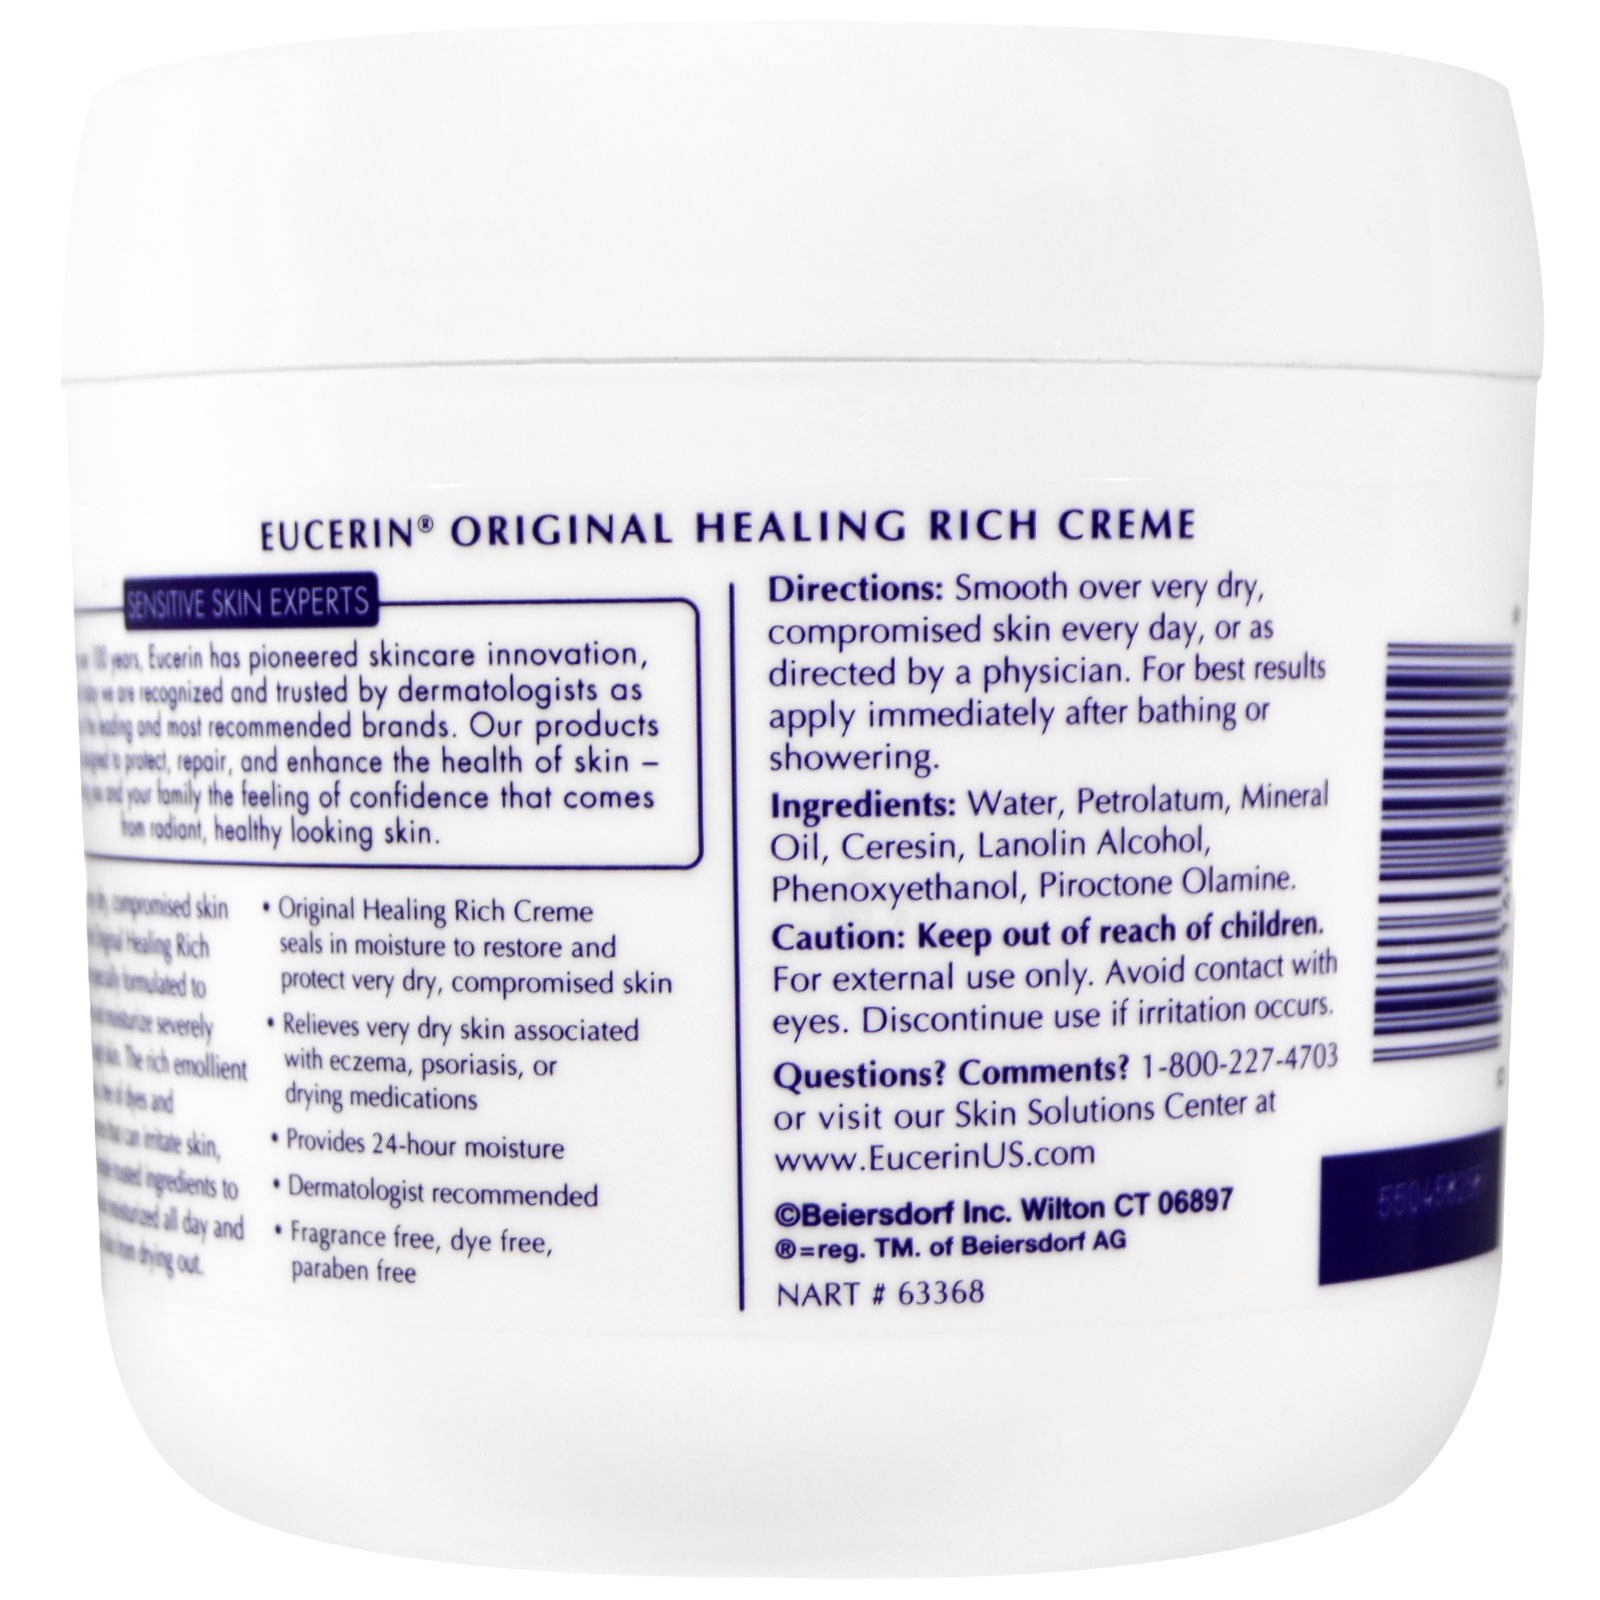 EUCERIN® ORIGINAL HEALING RICH CREME
SENSITIVE SKIN EXPERTS
100 years, Eucerin has pioneered skincare innovation,
we are recognized and trusted by dermatologists as
leading and most recommended brands. Our products
to protect, repair, and enhance the health of skin –
and your family the feeling of confidence that comes
from radiant, healthy looking skin.
compromised skin
Healing Rich
formulated to
moisturize severely
skin. The rich emollient
dyes and
that can irritate skin,
trusted ingredients to
moisturized all day and
from drying out.
• Original Healing Rich Creme
seals in moisture to restore and
protect very dry, compromised skin
• Relieves very dry skin associated
with eczema, psoriasis, or
drying medications
• Provides 24-hour moisture
• Dermatologist recommended
• Fragrance free, dye free,
paraben free
Directions: Smooth over very dry,
compromised skin every day, or as
directed by a physician. For best results
apply immediately after bathing or
showering.
Ingredients: Water, Petrolatum, Mineral
Oil, Ceresin, Lanolin Alcohol,
Phenoxyethanol, Piroctone Olamine.
Caution: Keep out of reach of children.
For external use only. Avoid contact with
eyes. Discontinue use if irritation occurs.
Questions? Comments? 1-800-227-4703
or visit our Skin Solutions Center at
www.EucerinUS.com
©Beiersdorf Inc. Wilton CT 06897
®=reg. TM. of Beiersdorf AG
NART # 63368